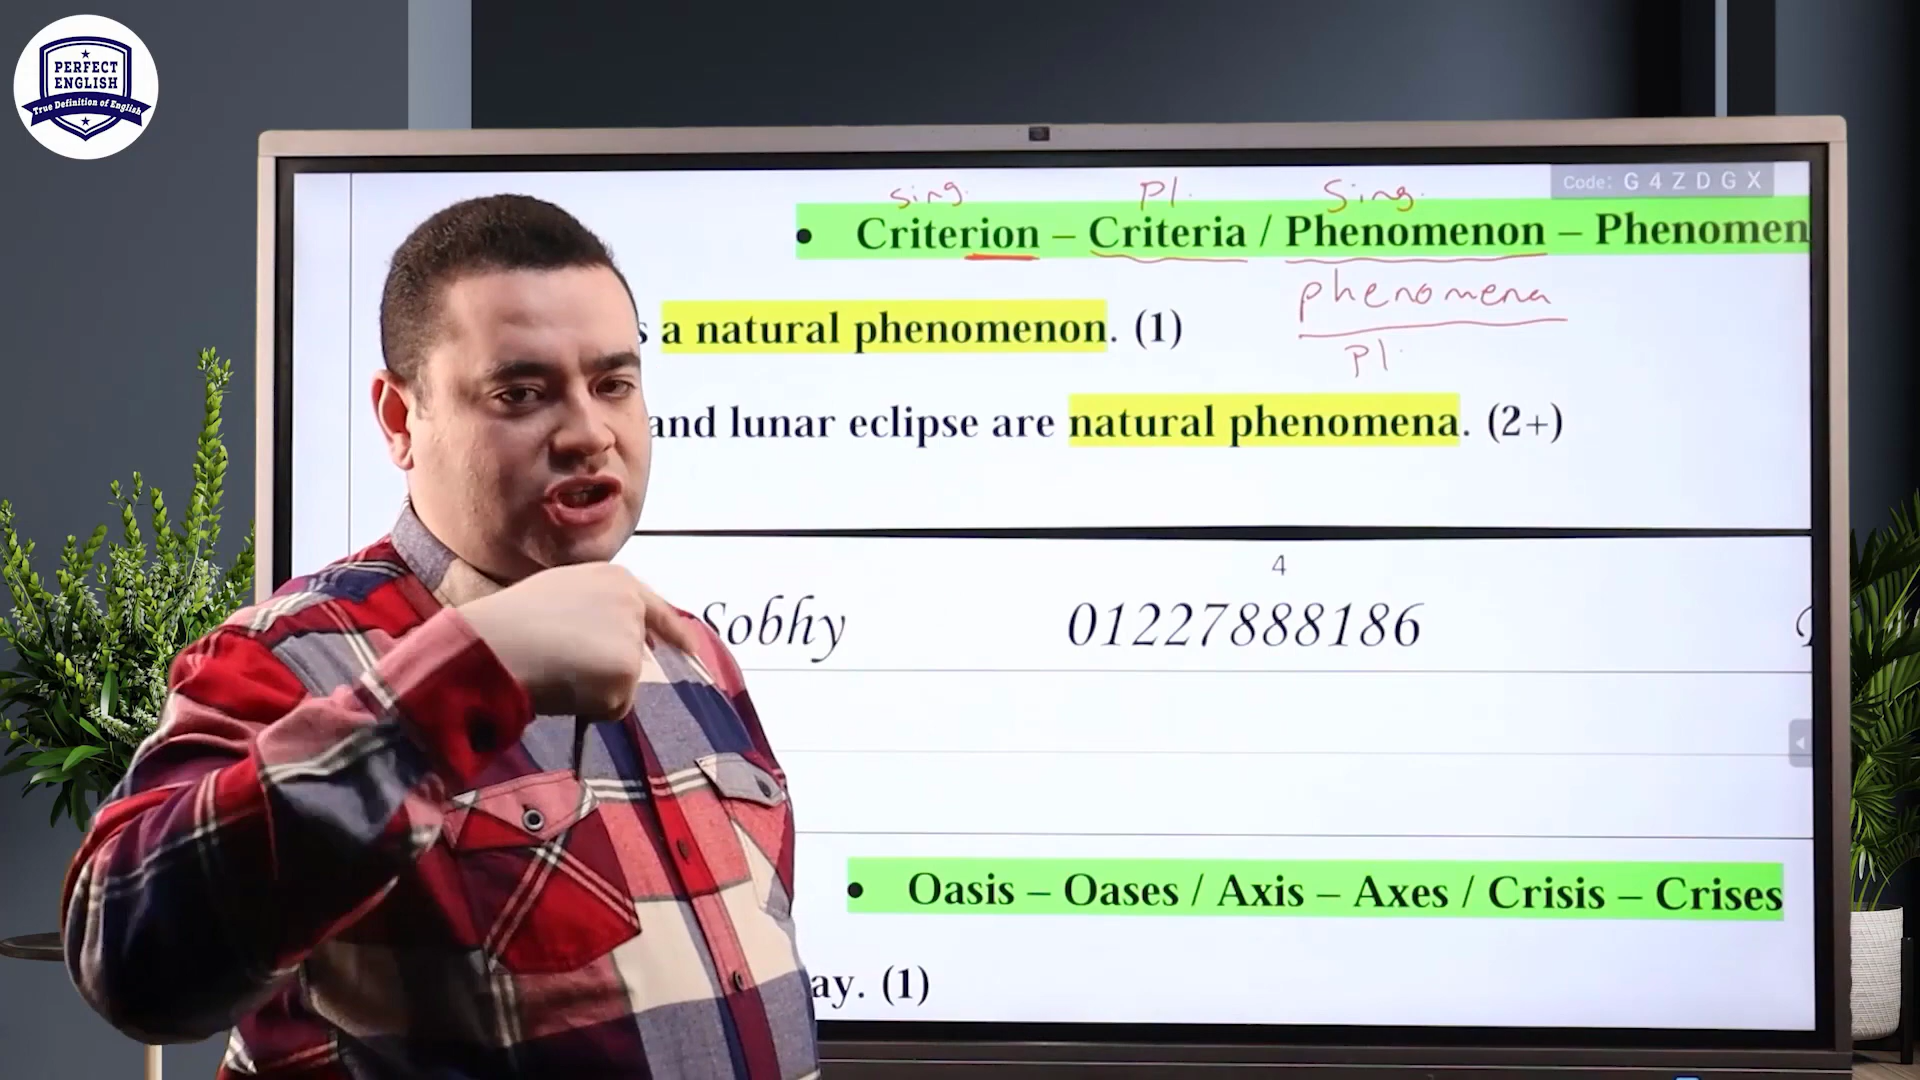 PERFECT
ENGLISH
True Definition of English
Code: G 4 Z D G X
Sing. Pl. Sing.
• Criterion – Criteria / Phenomenon – Phenomen
phenomena
Pl.
s a natural phenomenon. (1)
and lunar eclipse are natural phenomena. (2+)
4
Sobhy 01227888186
• Oasis – Oases / Axis – Axes / Crisis – Crises
ay. (1)